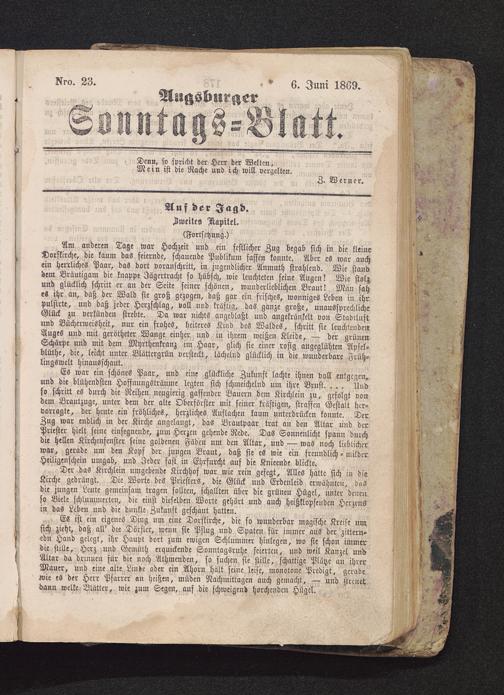 Nro. 23.
6. Juni 1869.
Augsburger
Sonntags-Blatt.
Denn, so spricht der Herr der Welten,
Mein ist die Rache und ich will vergelten.
Z. Werner.
Auf der Jagd.
Zweites Kapitel.
(Fortsetzung.)
Am anderen Tage war Hochzeit und ein festlicher Zug begab sich in die kleine
Dorfkirche, die kaum das feiernde, schauende Publikum fassen konnte. Aber es war auch
ein herrliches Paar, das dort voranschritt, in jugendlicher Anmuth strahlend. Wie stand
dem Bräutigam die knappe Jägertracht so hübsch, wie leuchteten seine Augen! Wie stolz
und glücklich schritt er an der Seite seiner schönen, wunderlieblichen Braut! Man sah
es ihr an, daß der Wald sie groß gezogen, daß gar ein frisches, wonniges Leben in ihr
pulsirte, und daß jeder Herzschlag, voll und kräftig, das ganze große, unaussprechliche
Glück zu verkünden strebte. Da war nichts angeblaßt und angekränkelt von Stadtluft
und Bücherweisheit, nur ein frohes, heiteres Kind des Waldes, schritt sie leuchtenden
Auges und mit gerötheter Wange einher und in ihrem weißen Kleide, — der grünen
Schärpe und mit dem Myrthenkranz im Haar, glich sie einer rosig angeglühten Apfel-
blüthe, die, leicht unter Blättergrün versteckt, lächelnd glücklich in die wunderbare Früh-
lingswelt hinausschaut.
Es war ein schönes Paar, und eine glückliche Zukunft lachte ihnen voll entgegen,
und die blühendsten Hoffnungsträume legten sich schmeichelnd um ihre Brust. . . . Und
so schritt es durch die Reihen neugierig gaffender Bauern dem Kirchlein zu, gefolgt von
dem Brautzuge, unter dem der alte Oberförster mit seiner kräftigen, straffen Gestalt her-
vorragte, der heute ein fröhliches, herzliches Auflachen kaum unterdrücken konnte. Der
Zug war endlich in der Kirche angelangt, das Brautpaar trat an den Altar und der
Priester hielt seine einsegnende, zum Herzen gehende Rede. Das Sonnenlicht spann durch
die hellen Kirchenfenster seine goldenen Fäden um den Altar, und — was noch lieblicher
war, gerade um den Kopf der jungen Braut, daß sie es wie ein freundlich-milder
Heiligenschein umgab, und Jeder fast in Ehrfurcht auf die Knieende blickte.
Der das Kirchlein umgebende Kirchhof war wie rein gefegt, Alles hatte sich in die
Kirche gedrängt. Die Worte des Priesters, die Glück und Erdenleid erwähnten, das
die jungen Leute gemeinsam tragen sollten, schallten über die grünen Hügel, unter denen
so Viele schlummerten, die einst dieselben Worte gehört und auch heißklopfenden Herzens
in das Leben und die dunkle Zukunft geschaut hatten.
Es ist ein eigenes Ding um eine Dorfkirche, die so wunderbar magische Kreise um
sich zieht, daß all' die Dörfler, wenn sie Pflug und Spaten für immer aus der zittern-
den Hand gelegt, ihr Haupt dort zum ewigen Schlummer hinlegen, wo sie schon immer
die stille, Herz und Gemüth erquickende Sonntagsruhe feierten, und weil Kanzel und
Altar da drinnen für die noch Athmenden, so suchen sie stille, schattige Plätze an ihrer
Mauer, und eine alte Linde oder ein Ahorn hält seine leise, monotone Predigt, gerade
wie es der Herr Pfarrer an heißen, müden Nachmittagen auch gemacht, — und streuet
dann welke Blätter, wie zum Segen, auf die schweigend horchenden Hügel.